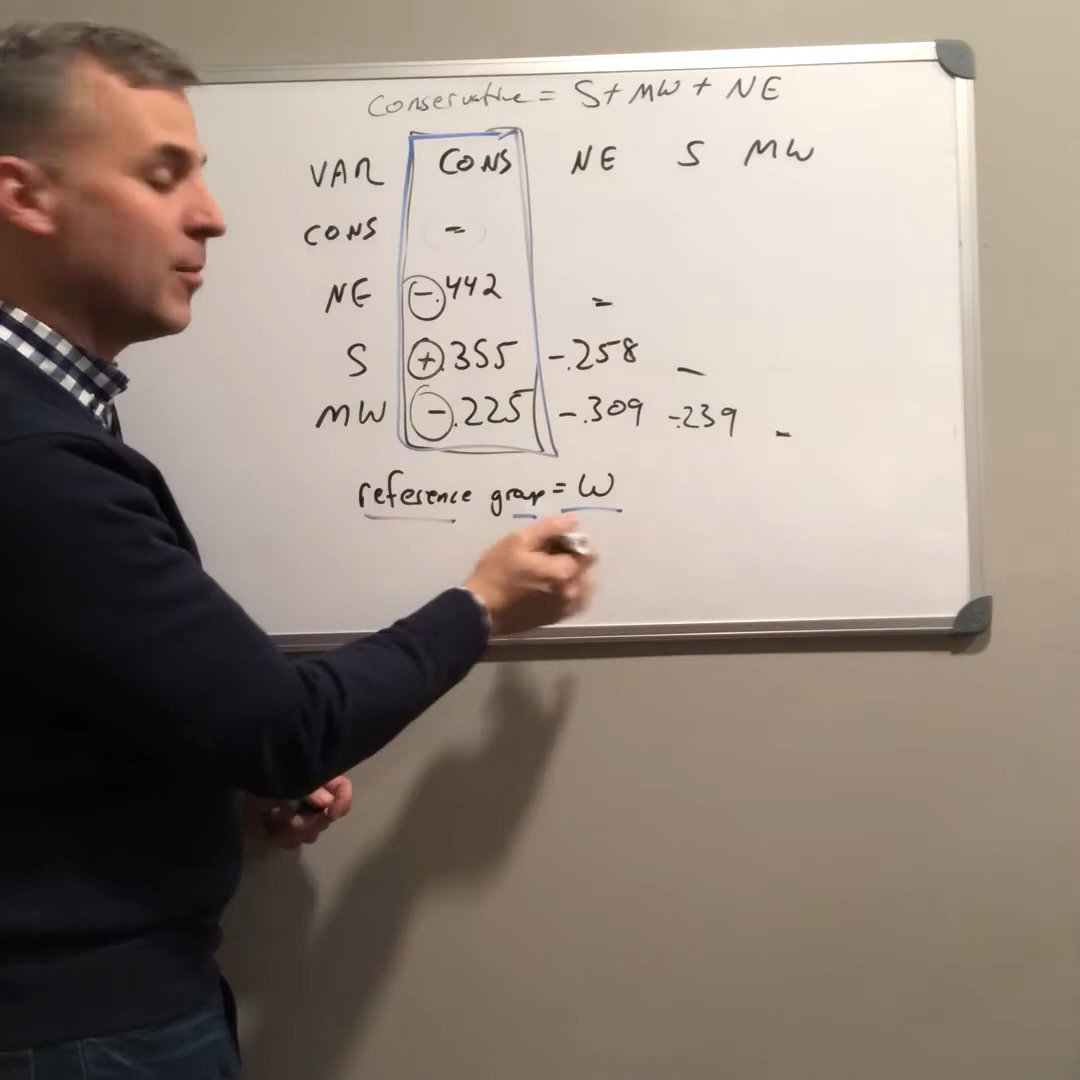 Conservative = S + MW + NE
VAR CONS NE S MW
CONS -
NE -.442 =
S +.355 -.258 -
MW -.225 -.309 -.239 -
reference group = W